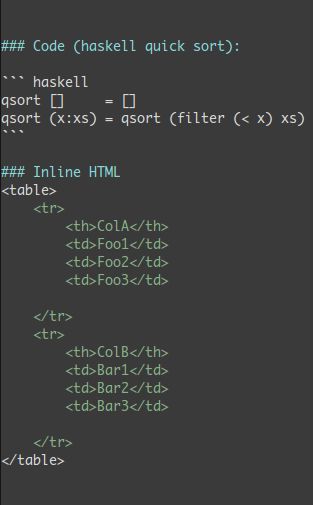 ### Code (haskell quick sort):

``` haskell
qsort []     = []
qsort (x:xs) = qsort (filter (< x) xs)
```

### Inline HTML
<table>
    <tr>
        <th>ColA</th>
        <td>Foo1</td>
        <td>Foo2</td>
        <td>Foo3</td>

    </tr>
    <tr>
        <th>ColB</th>
        <td>Bar1</td>
        <td>Bar2</td>
        <td>Bar3</td>

    </tr>
</table>